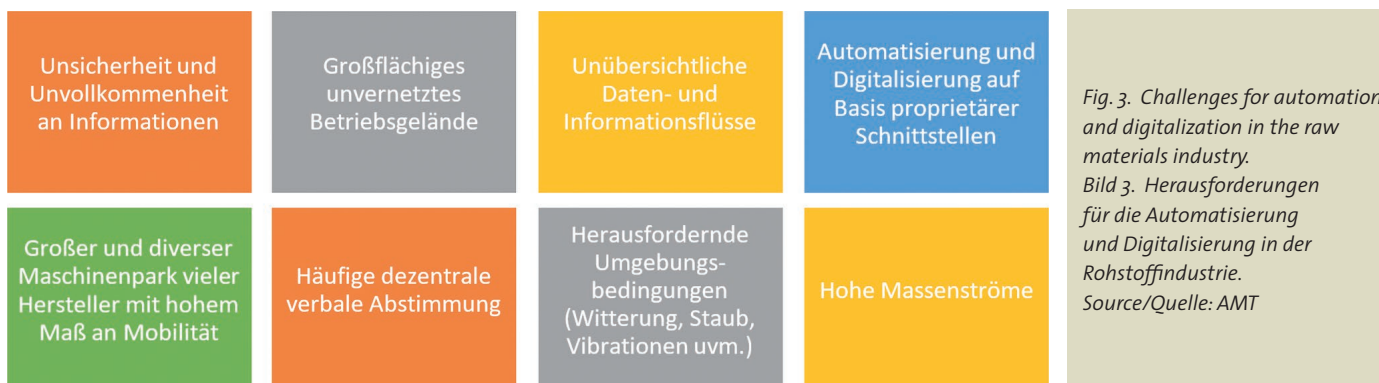 Unsicherheit und
Unvollkommenheit
an Informationen
Großflächiges
unvernetztes
Betriebsgelände
Unübersichtliche
Daten- und
Informationsflüsse
Automatisierung und
Digitalisierung auf
Basis proprietärer
Schnittstellen
Großer und diverser
Maschinenpark vieler
Hersteller mit hohem
Maß an Mobilität
Häufige dezentrale
verbale Abstimmung
Herausfordernde
Umgebungs-
bedingungen
(Witterung, Staub,
Vibrationen uvm.)
Hohe Massenströme
Fig. 3. Challenges for automation
and digitalization in the raw
materials industry.
Bild 3. Herausforderungen
für die Automatisierung
und Digitalisierung in der
Rohstoffindustrie.
Source/Quelle: AMT